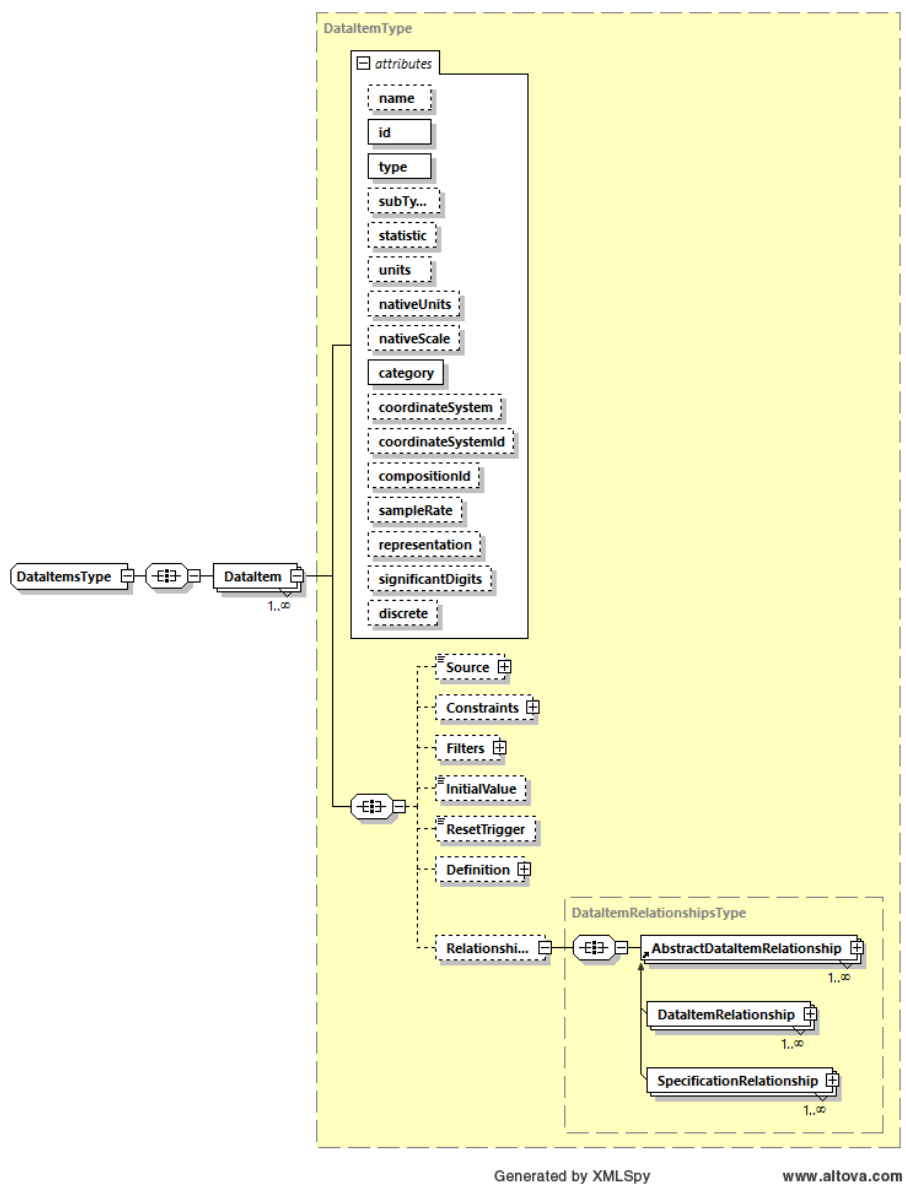 DataItemType
attributes
name
id
type
subTy...
statistic
units
nativeUnits
nativeScale
category
coordinateSystem
coordinateSystemId
compositionId
sampleRate
representation
significantDigits
discrete
DataItemsType
DataItem
1..∞
Source
Constraints
Filters
InitialValue
ResetTrigger
Definition
DataItemRelationshipsType
Relationshi...
AbstractDataItemRelationship
1..∞
DataItemRelationship
1..∞
SpecificationRelationship
1..∞
Generated by XMLSpy www.altova.com